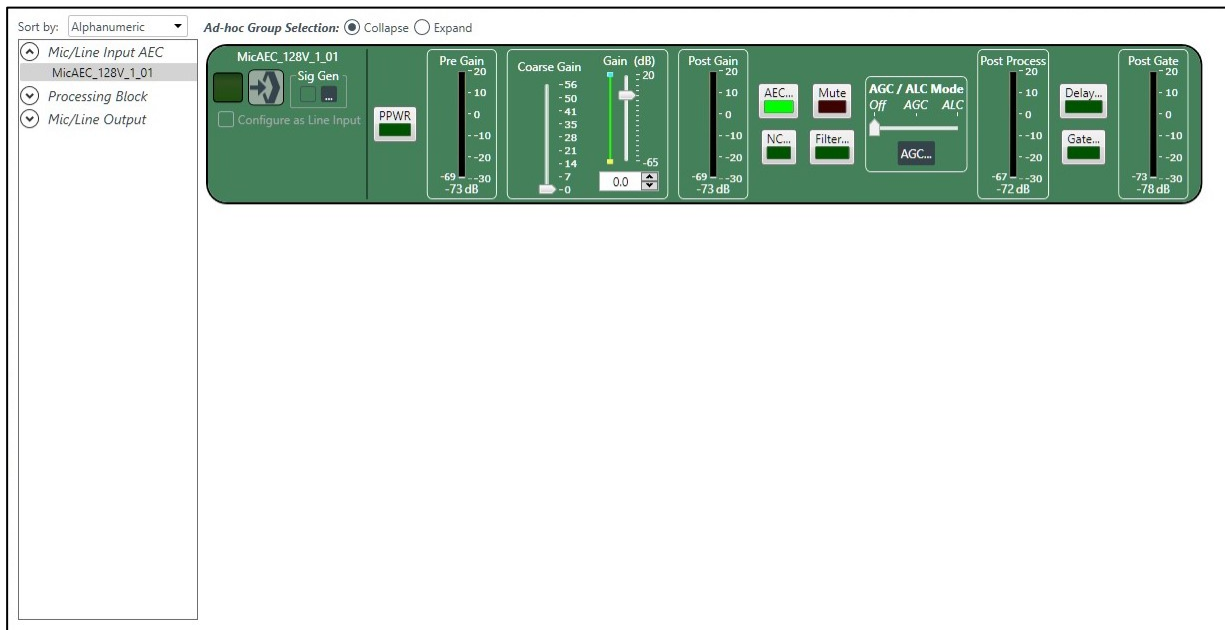 Sort by: Alphanumeric
Ad-hoc Group Selection: Collapse Expand
Mic/Line Input AEC
MicAEC_128V_1_01
Processing Block
Mic/Line Output
MicAEC_128V_1_01
Sig Gen
...
Configure as Line Input
PPWR
Pre Gain
20
10
0
-10
-20
-69 -30
-73 dB
Coarse Gain
56
50
41
35
28
21
14
7
0
Gain (dB)
20
-65
0.0
Post Gain
20
10
0
-10
-20
-69 -30
-73 dB
AEC...
Mute
NC...
Filter...
AGC / ALC Mode
Off AGC ALC
AGC...
Post Process
20
10
0
-10
-20
-67 -30
-72 dB
Delay...
Gate...
Post Gate
20
10
0
-10
-20
-73 -30
-78 dB